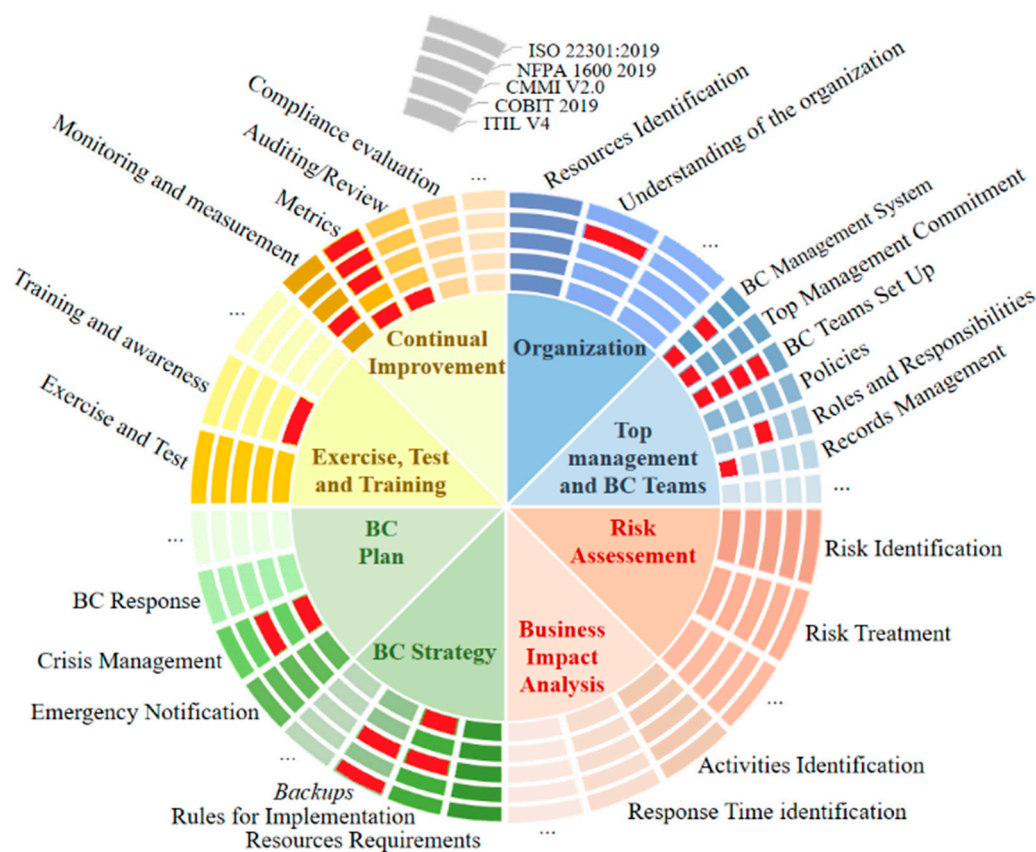 ISO 22301:2019
NFPA 1600 2019
CMMI V2.0
COBIT 2019
ITIL V4
Resources Identification
Understanding of the organization
...
BC Management System
Top Management Commitment
BC Teams Set Up
Policies
Roles and Responsibilities
Records Management
...
Risk Identification
Risk Treatment
...
Activities Identification
Response Time identification
...
Resources Requirements
Rules for Implementation
Backups
...
Emergency Notification
Crisis Management
BC Response
...
Exercise and Test
Training and awareness
...
Monitoring and measurement
Metrics
Auditing/Review
Compliance evaluation
...
Continual
Improvement
Organization
Exercise, Test
and Training
Top
management
and BC Teams
BC
Plan
Risk
Assessement
BC Strategy
Business
Impact
Analysis